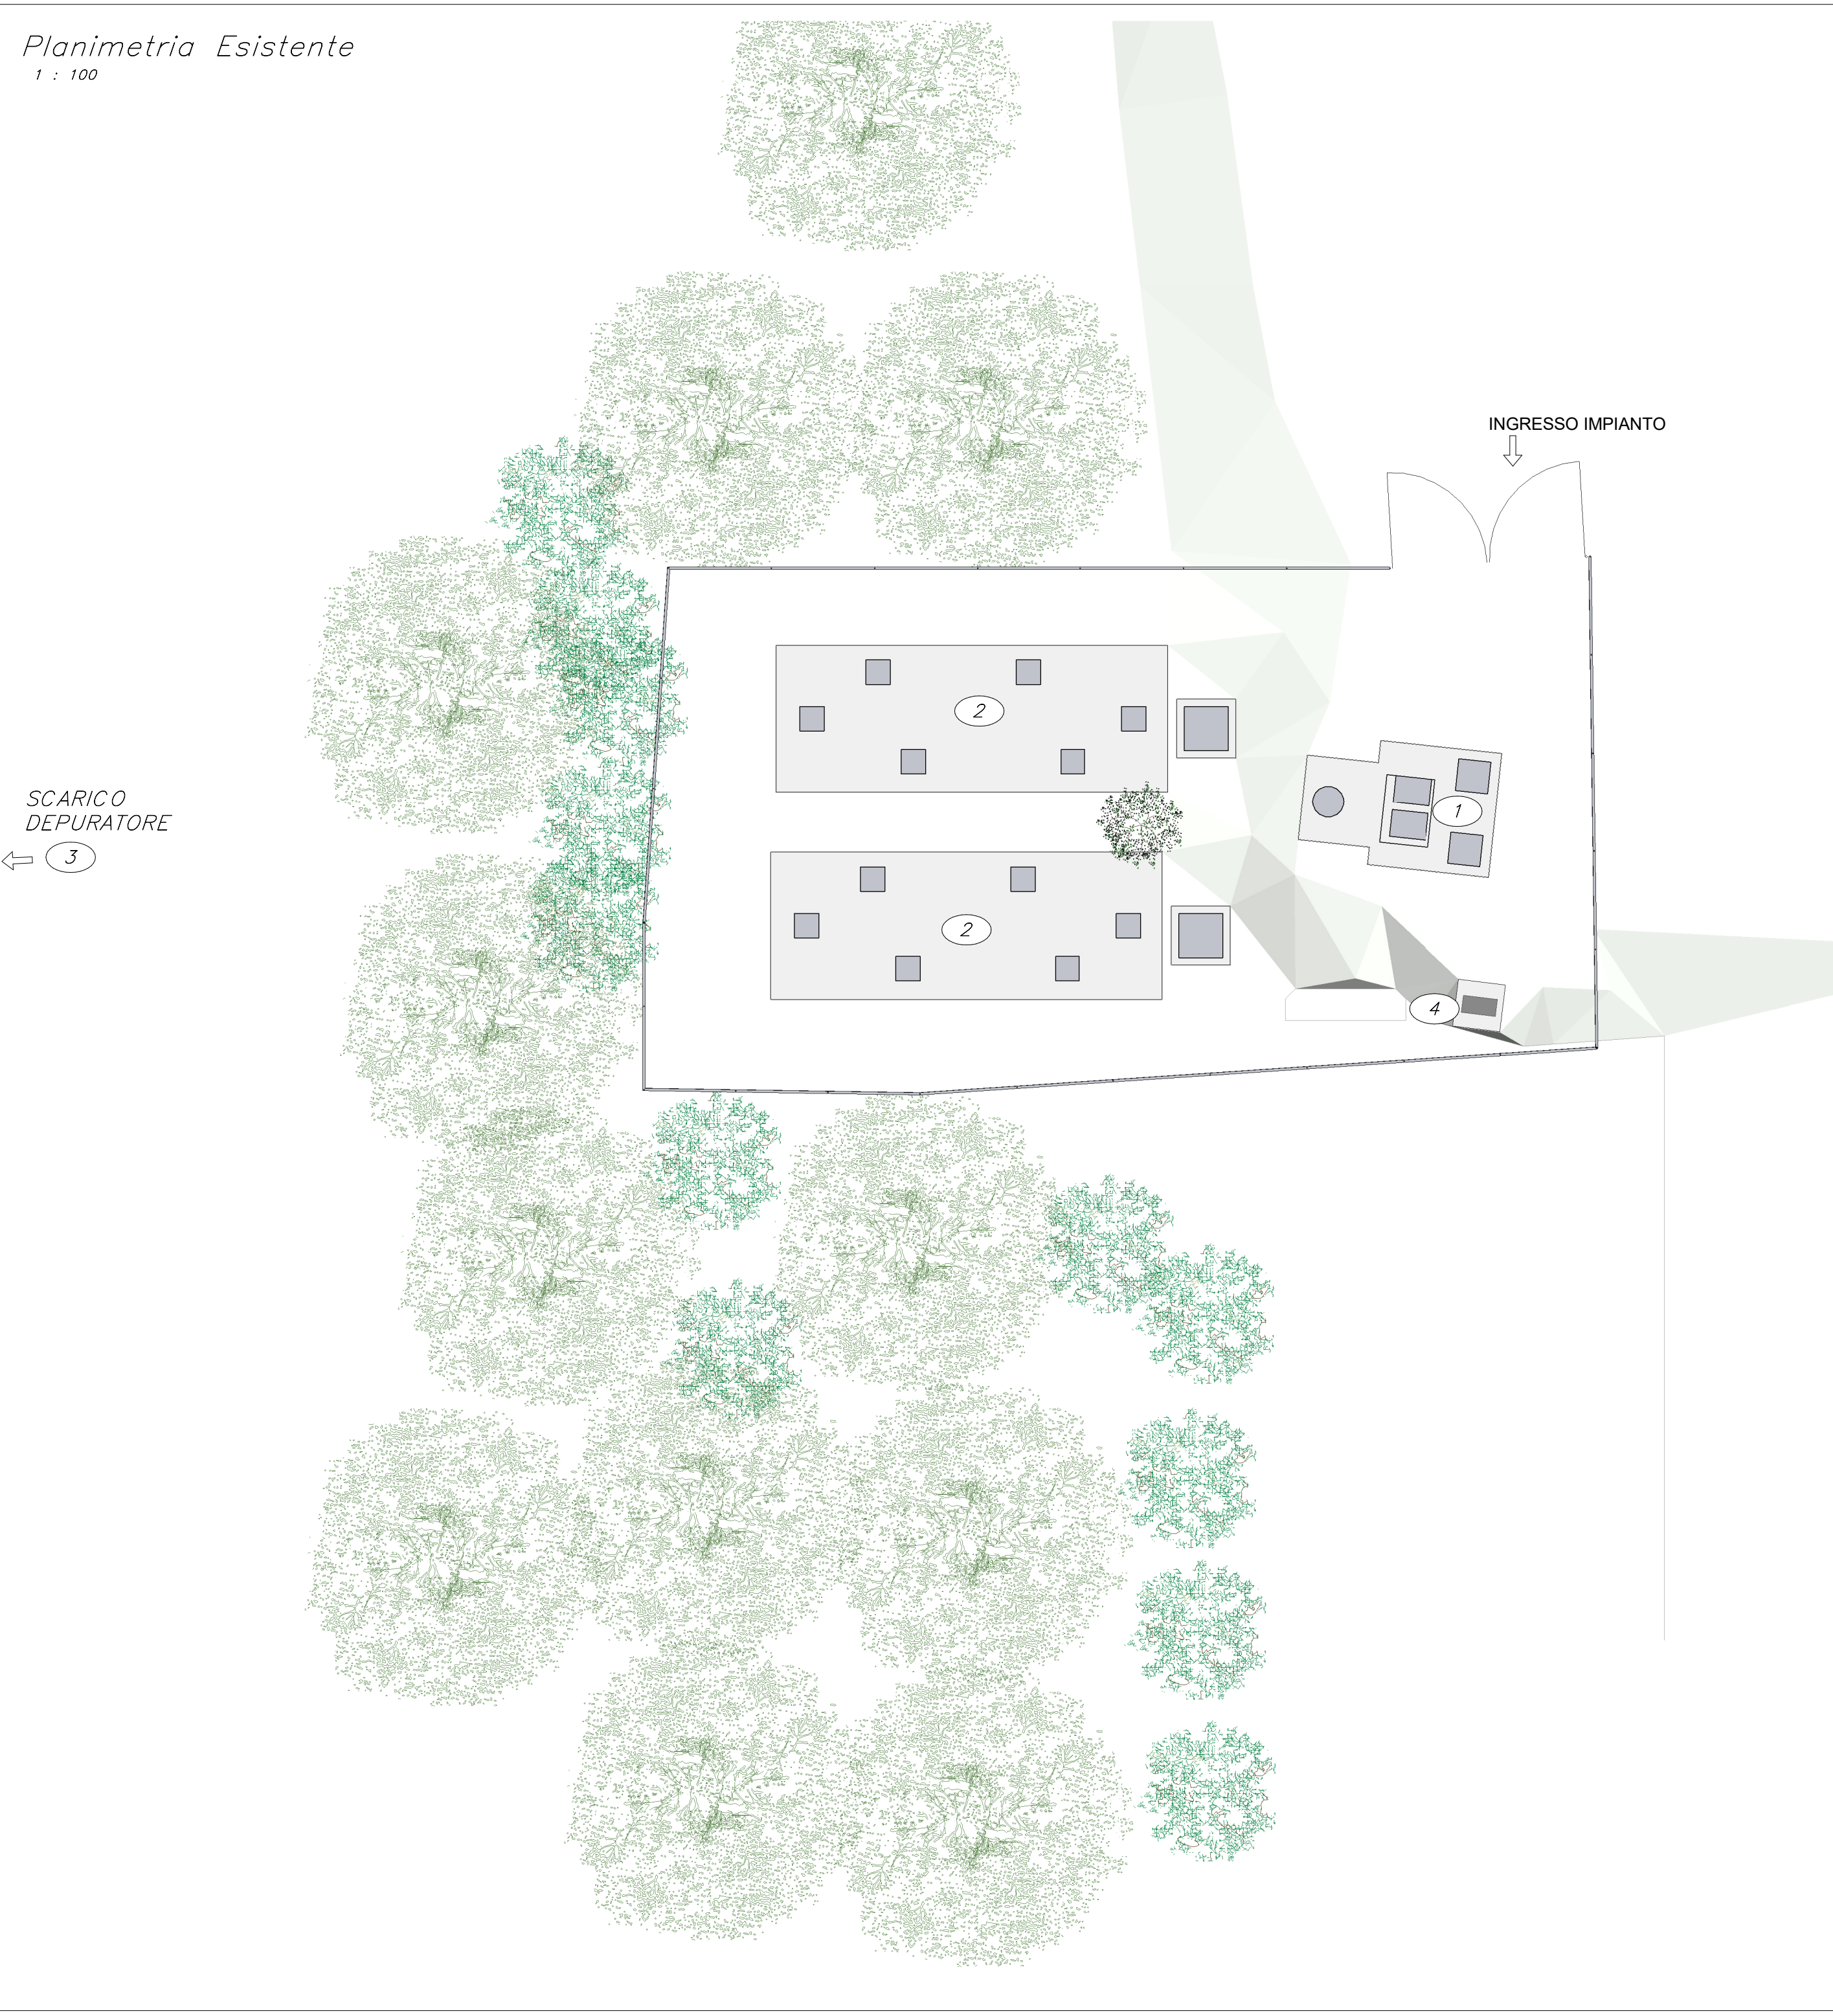 Planimetria Esistente
1 : 100
INGRESSO IMPIANTO
2
1
SCARICO
DEPURATORE
3
2
4